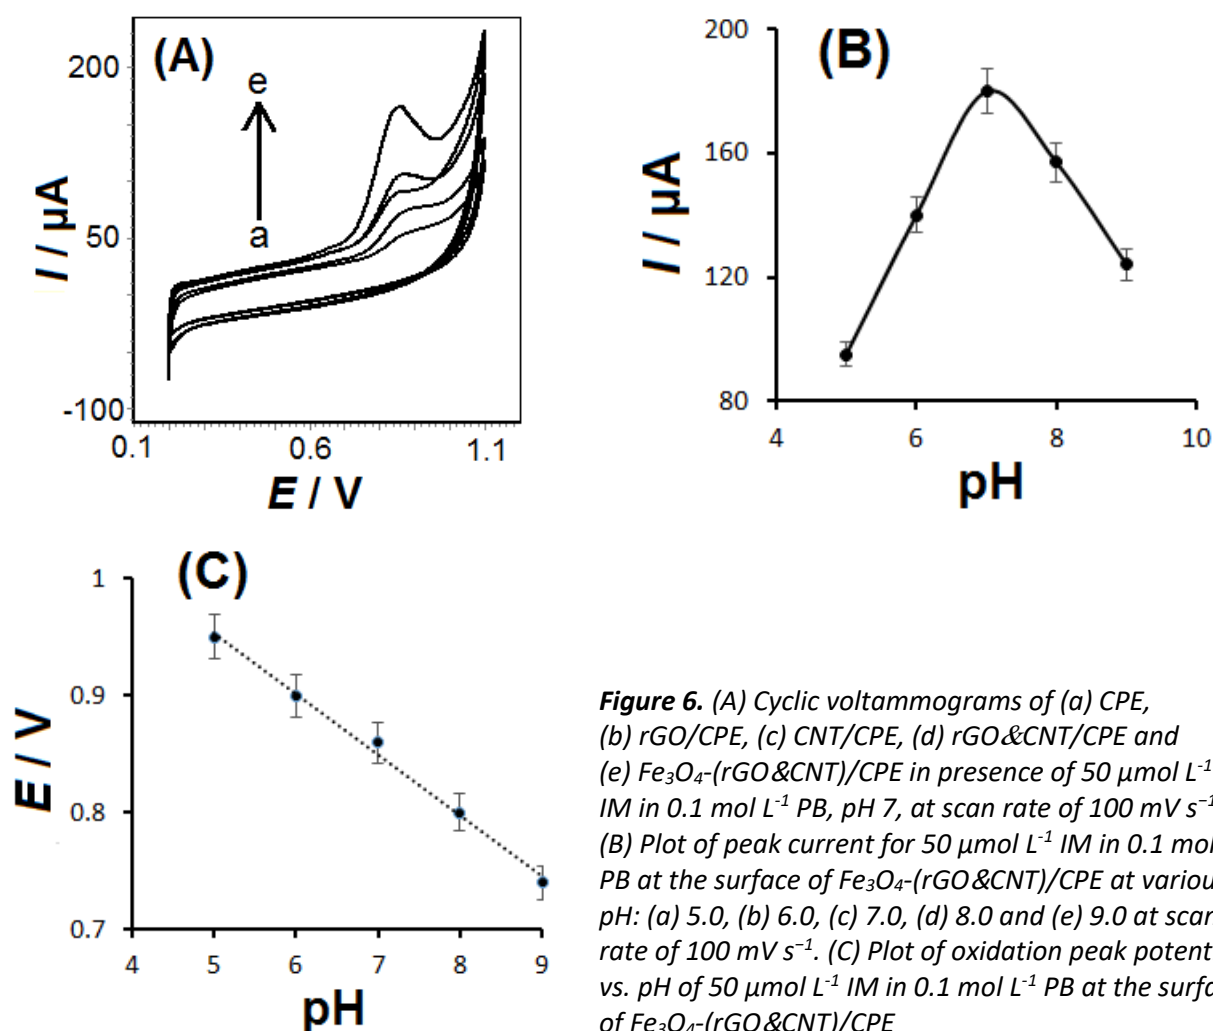 (A)
200
50
-100
e
a
I / µA
0.1 0.6 1.1
E / V
(B)
200
160
120
80
I / µA
4 6 8 10
pH
(C)
1
0.9
0.8
0.7
E / V
4 5 6 7 8 9
pH
Figure 6. (A) Cyclic voltammograms of (a) CPE,
(b) rGO/CPE, (c) CNT/CPE, (d) rGO&CNT/CPE and
(e) Fe₃O₄-(rGO&CNT)/CPE in presence of 50 µmol L⁻¹
IM in 0.1 mol L⁻¹ PB, pH 7, at scan rate of 100 mV s⁻¹
(B) Plot of peak current for 50 µmol L⁻¹ IM in 0.1 mol
PB at the surface of Fe₃O₄-(rGO&CNT)/CPE at variou
pH: (a) 5.0, (b) 6.0, (c) 7.0, (d) 8.0 and (e) 9.0 at scan
rate of 100 mV s⁻¹. (C) Plot of oxidation peak potent
vs. pH of 50 µmol L⁻¹ IM in 0.1 mol L⁻¹ PB at the surfa
of Fe₃O₄-(rGO&CNT)/CPE